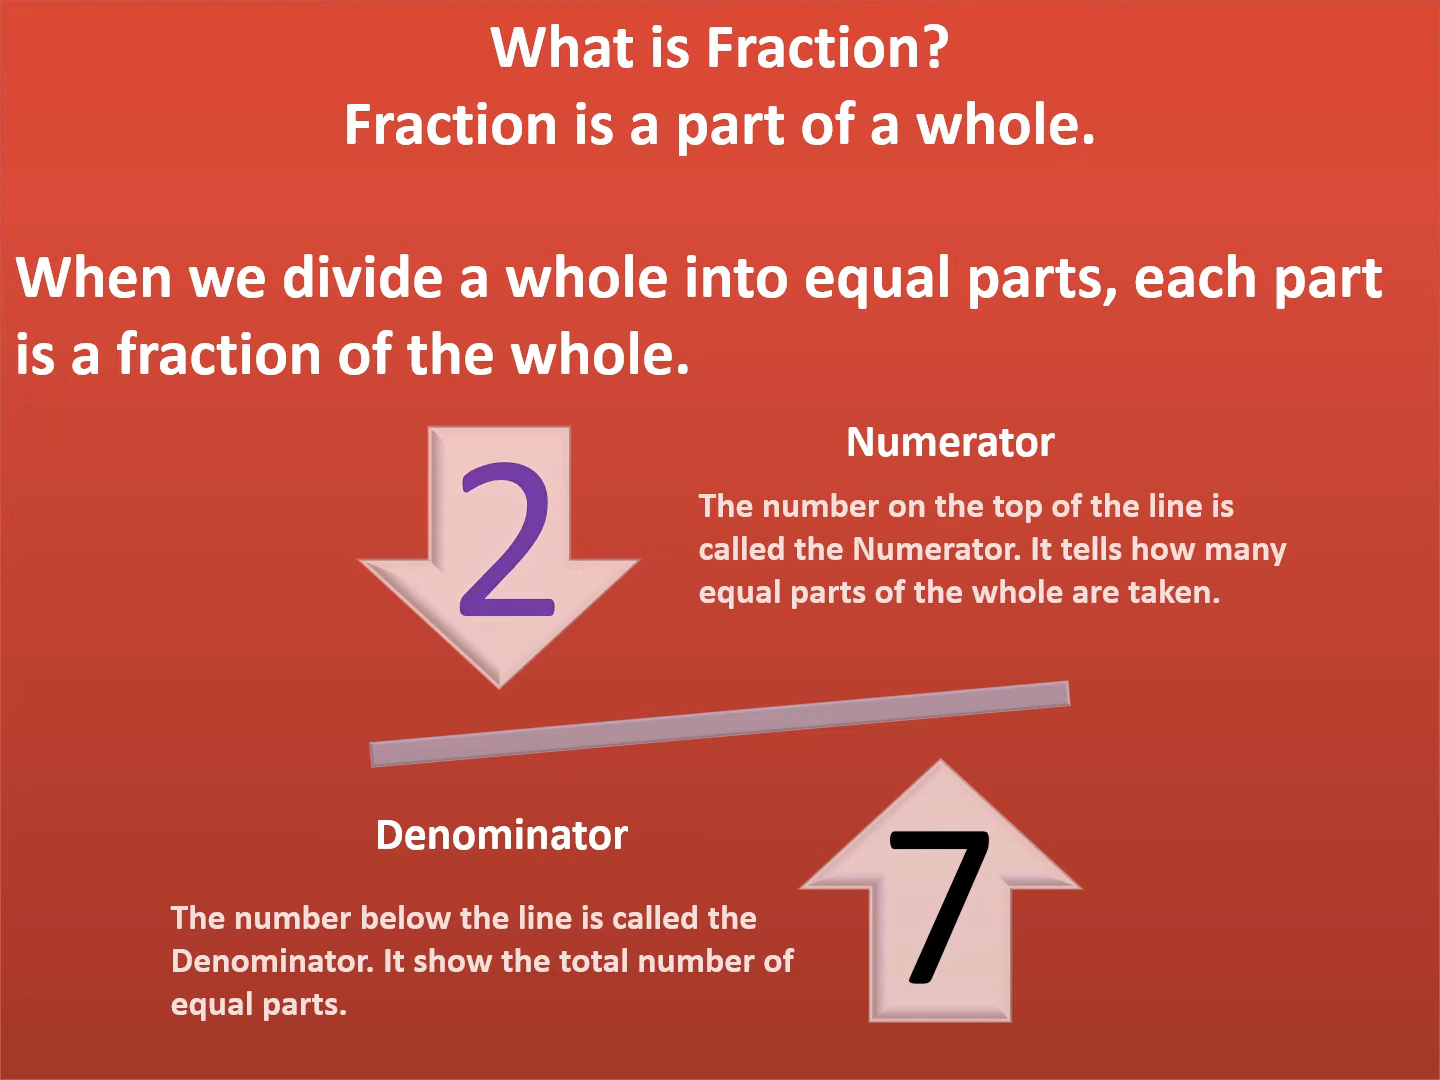 What is Fraction?
Fraction is a part of a whole.
When we divide a whole into equal parts, each part
is a fraction of the whole.
2
Numerator
The number on the top of the line is
called the Numerator. It tells how many
equal parts of the whole are taken.
Denominator
The number below the line is called the
Denominator. It show the total number of
equal parts.
7